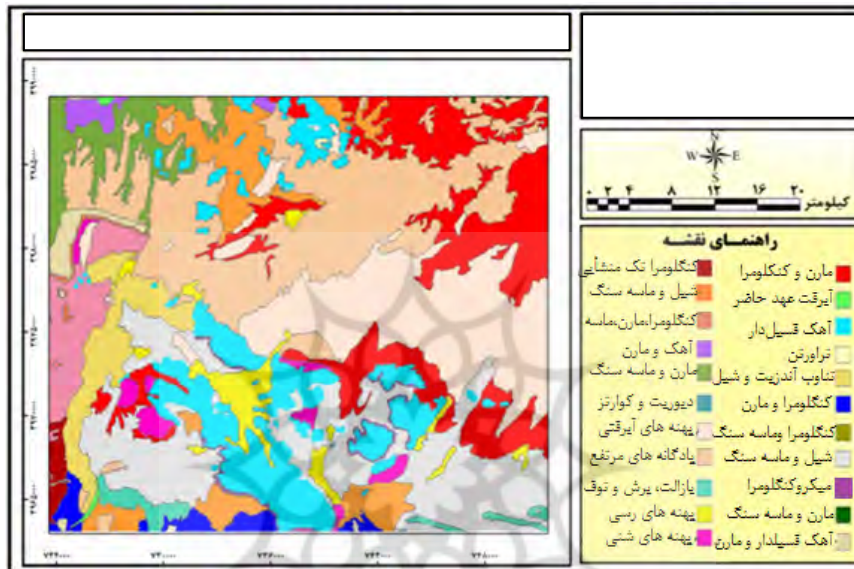 N
W E
S
۰ ۲ ۴ ۸ ۱۲ ۱۶ ۲۰
کیلومتر
راهنمای نقشه
مارن و کنگلومرا
آبرفت عهد حاضر
آهک فسیل‌دار
تراورتن
تناوب آندزیت و شیل
کنگلومرا و مارن
کنگلومرا وماسه سنگ
شیل و ماسه سنگ
میکروکنگلومرا
مارن و ماسه سنگ
آهک فسیلدار و مارن
کنگلومرا تک منشأیی
شیل و ماسه سنگ
کنگلومرا،مارن،ماسه
آهک و مارن
مارن و ماسه سنگ
دیوریت و کوارتز
پهنه های آبرفتی
پادگانه های مرتفع
بازالت، برش و توف
پهنه های رسی
پهنه های شنی